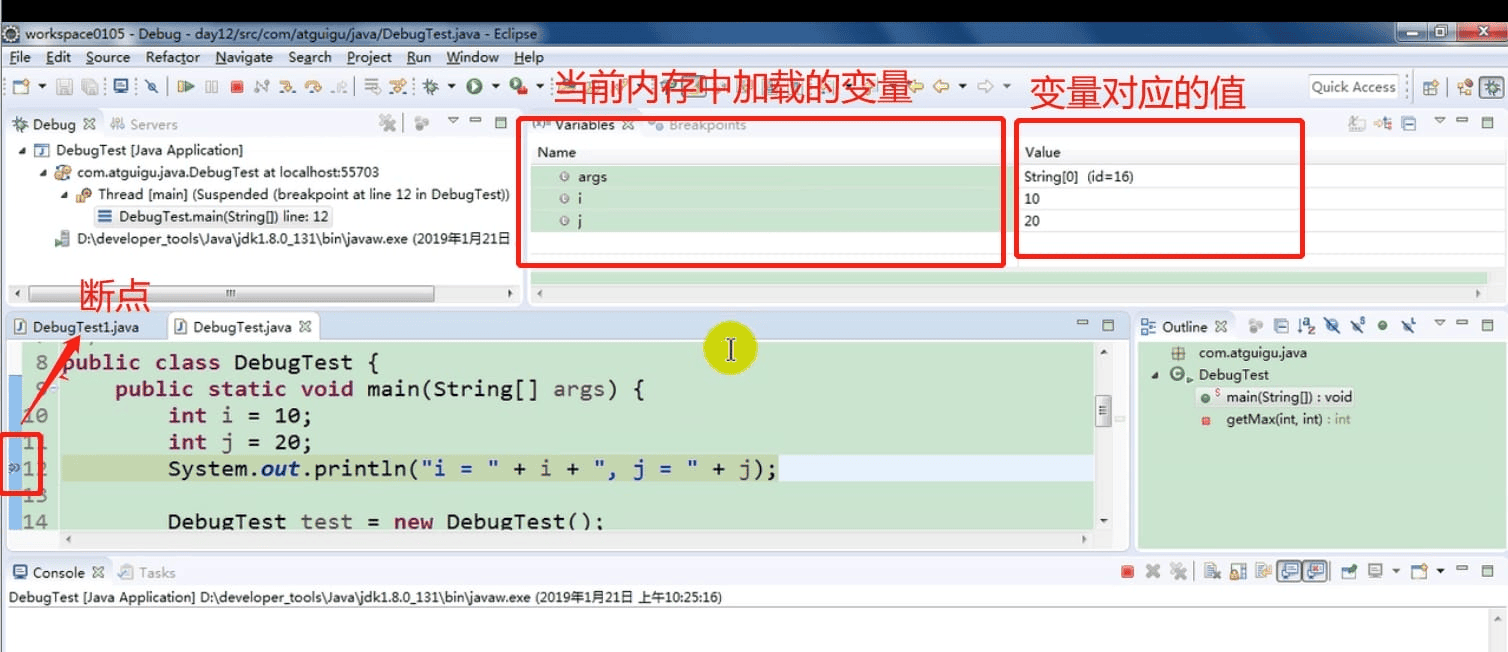 workspace0105 - Debug - day12/src/com/atguigu/java/DebugTest.java - Eclipse
File Edit Source Refactor Navigate Search Project Run Window Help
当前内存中加载的变量
变量对应的值
Quick Access
Debug
Servers
Variables
Breakpoints
DebugTest [Java Application]
com.atguigu.java.DebugTest at localhost:55703
Thread [main] (Suspended (breakpoint at line 12 in DebugTest))
DebugTest.main(String[]) line: 12
D:\developer_tools\Java\jdk1.8.0_131\bin\javaw.exe (2019年1月21日
Name Value
args String[0] (id=16)
i 10
j 20
断点
DebugTest1.java
DebugTest.java
8 public class DebugTest {
9 public static void main(String[] args) {
10 int i = 10;
11 int j = 20;
12 System.out.println("i = " + i + ", j = " + j);
13
14 DebugTest test = new DebugTest();
Outline
com.atguigu.java
DebugTest
main(String[]) : void
getMax(int, int) : int
Console
Tasks
DebugTest [Java Application] D:\developer_tools\Java\jdk1.8.0_131\bin\javaw.exe (2019年1月21日 上午10:25:16)